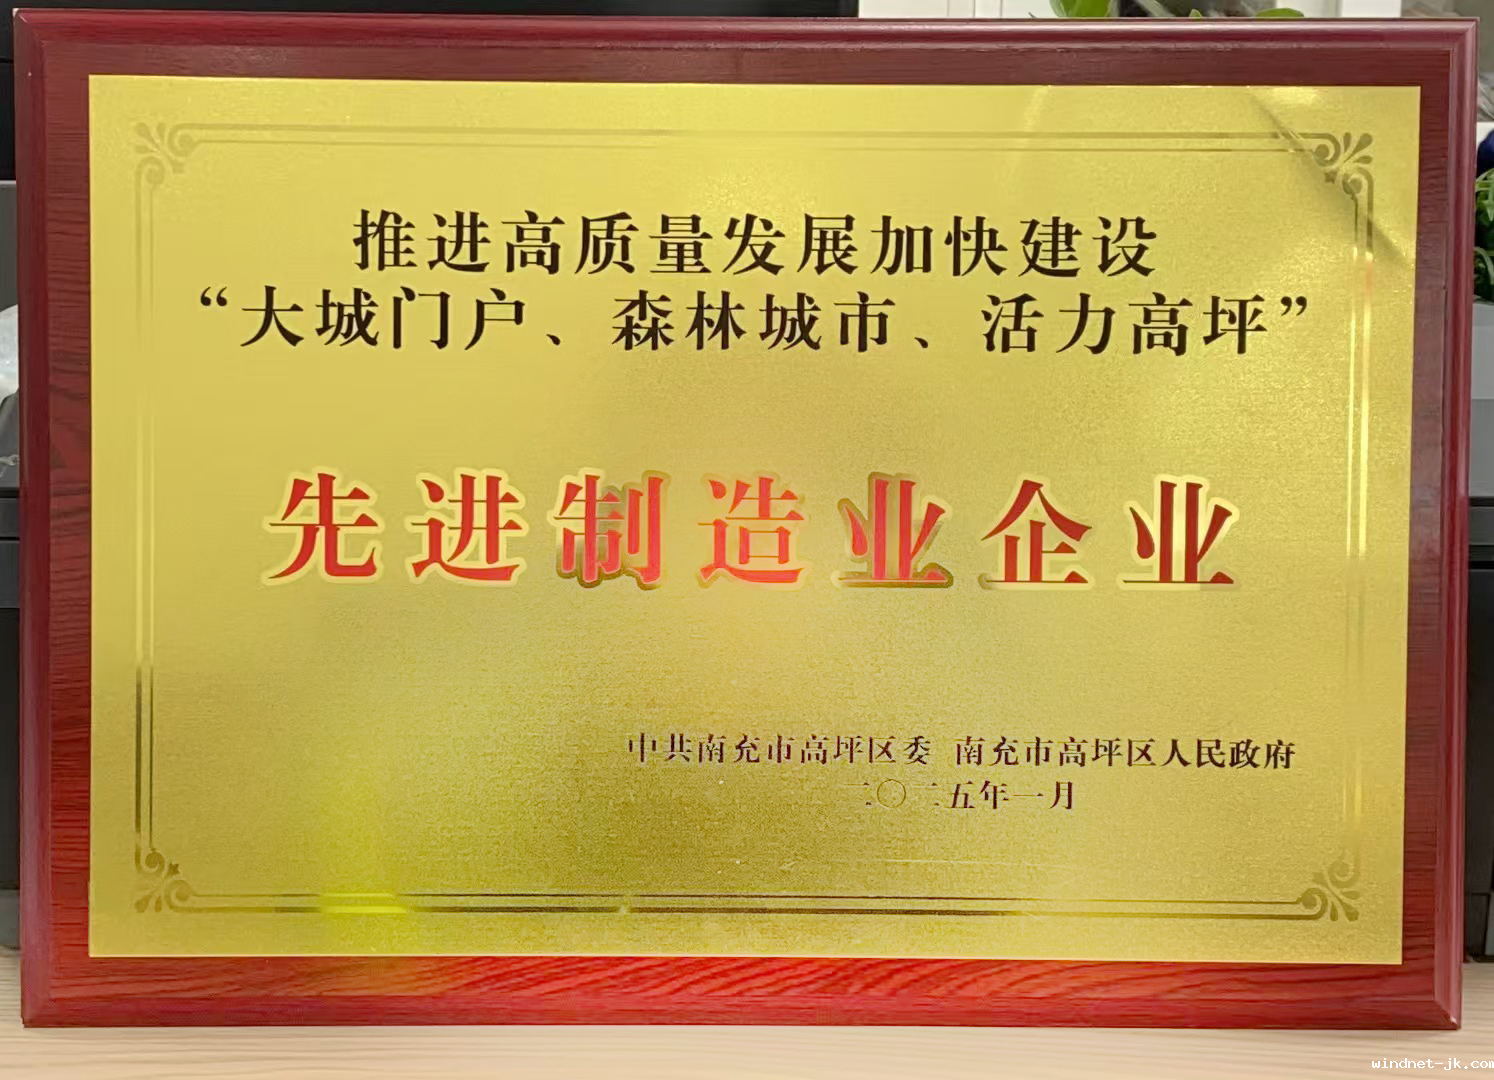 推进高质量发展加快建设
“大城门户、森林城市、活力高坪”
先进制造业企业
中共南充市高坪区委 南充市高坪区人民政府
二〇二五年一月
windnet-jk.com